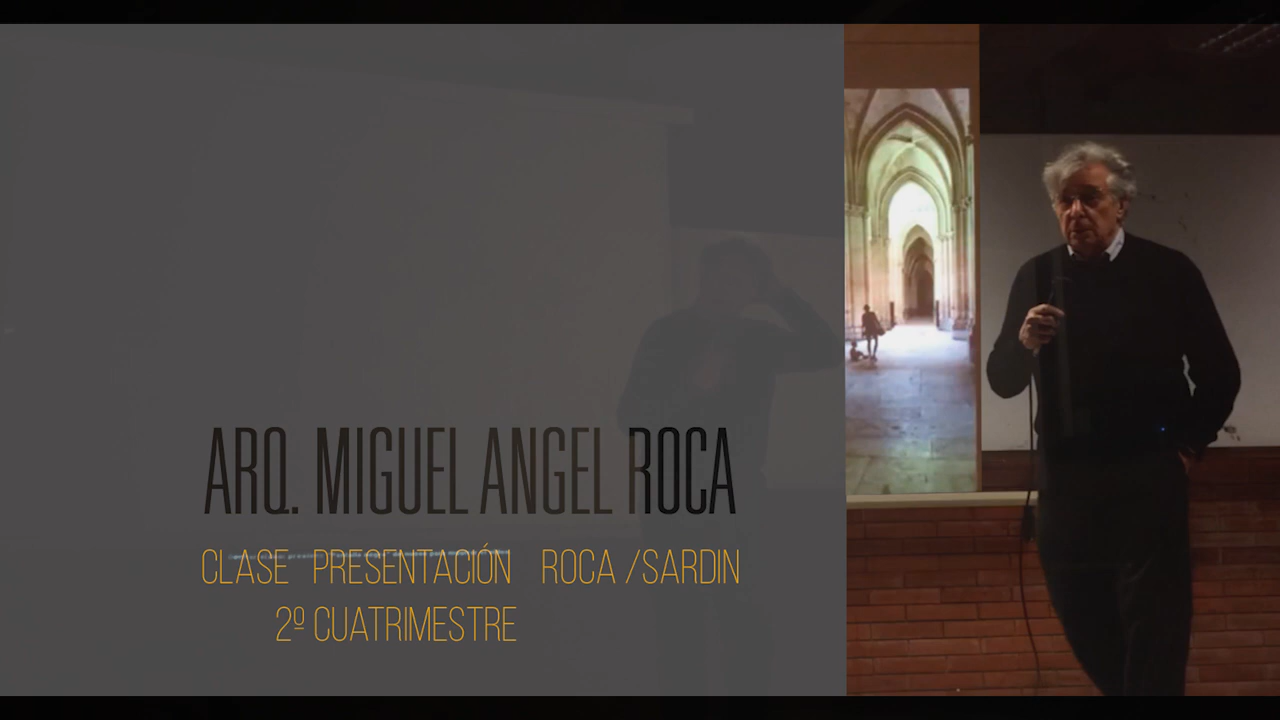 ARQ. MIGUEL ANGEL ROCA
CLASE PRESENTACIÓN ROCA /SARDIN
2º CUATRIMESTRE